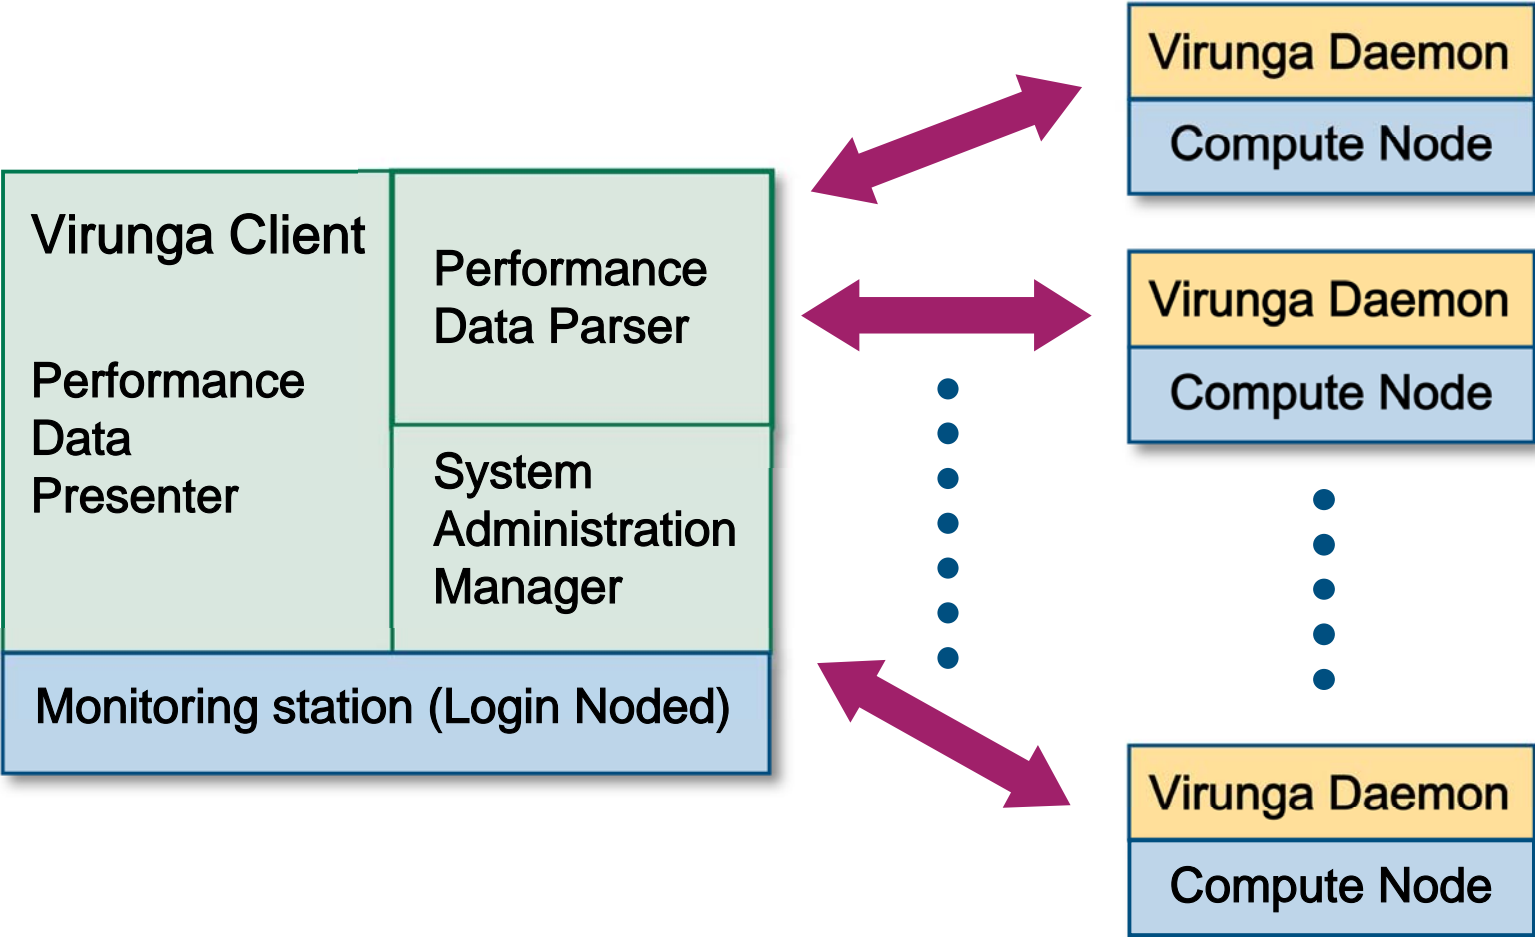 Virunga Client
Performance
Data
Presenter
Performance
Data Parser
System
Administration
Manager
Monitoring station (Login Noded)
Virunga Daemon
Compute Node
Virunga Daemon
Compute Node
Virunga Daemon
Compute Node